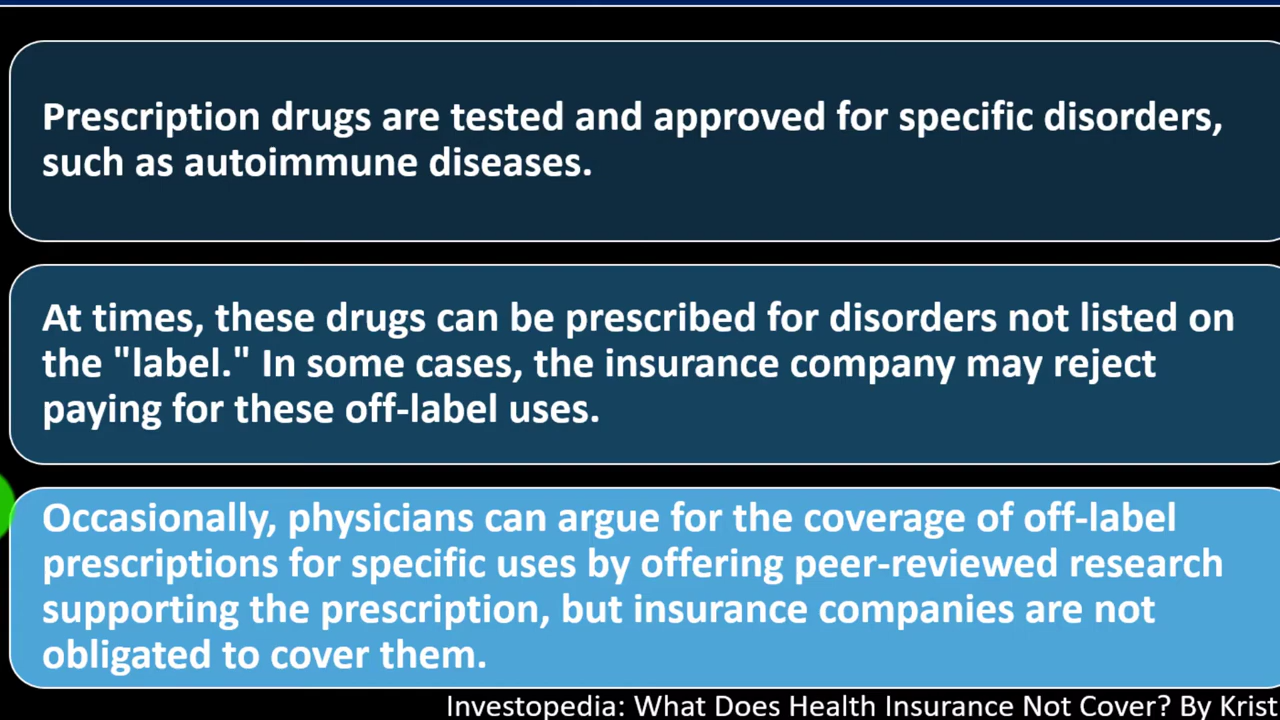 Prescription drugs are tested and approved for specific disorders,
such as autoimmune diseases.
At times, these drugs can be prescribed for disorders not listed on
the "label." In some cases, the insurance company may reject
paying for these off-label uses.
Occasionally, physicians can argue for the coverage of off-label
prescriptions for specific uses by offering peer-reviewed research
supporting the prescription, but insurance companies are not
obligated to cover them.
Investopedia: What Does Health Insurance Not Cover? By Krist